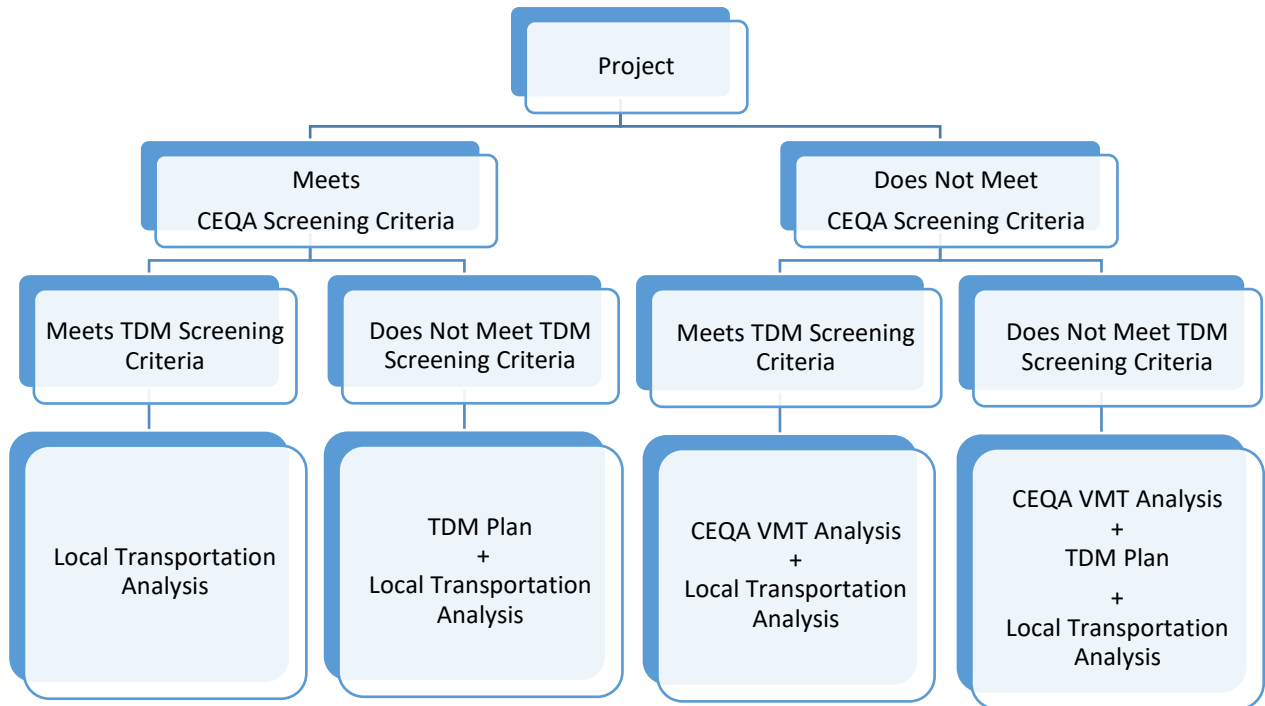 Project
Meets
CEQA Screening Criteria
Does Not Meet
CEQA Screening Criteria
Meets TDM Screening
Criteria
Does Not Meet TDM
Screening Criteria
Meets TDM Screening
Criteria
Does Not Meet TDM
Screening Criteria
Local Transportation
Analysis
TDM Plan
+
Local Transportation
Analysis
CEQA VMT Analysis
+
Local Transportation
Analysis
CEQA VMT Analysis
+
TDM Plan
+
Local Transportation
Analysis